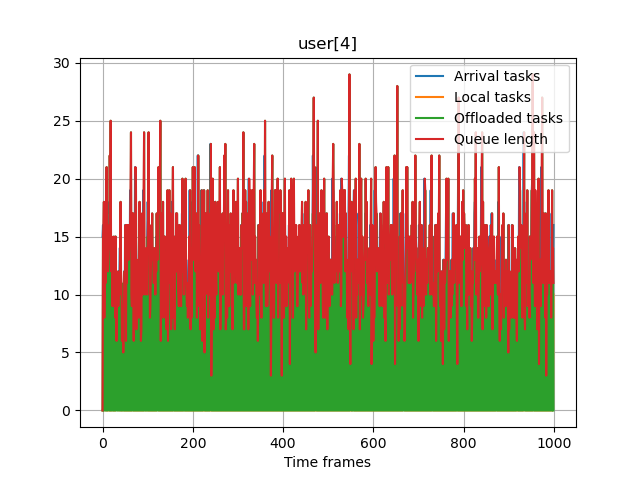 user[4]
30
25
20
15
10
5
0
Arrival tasks
Local tasks
Offloaded tasks
Queue length
0 200 400 600 800 1000
Time frames